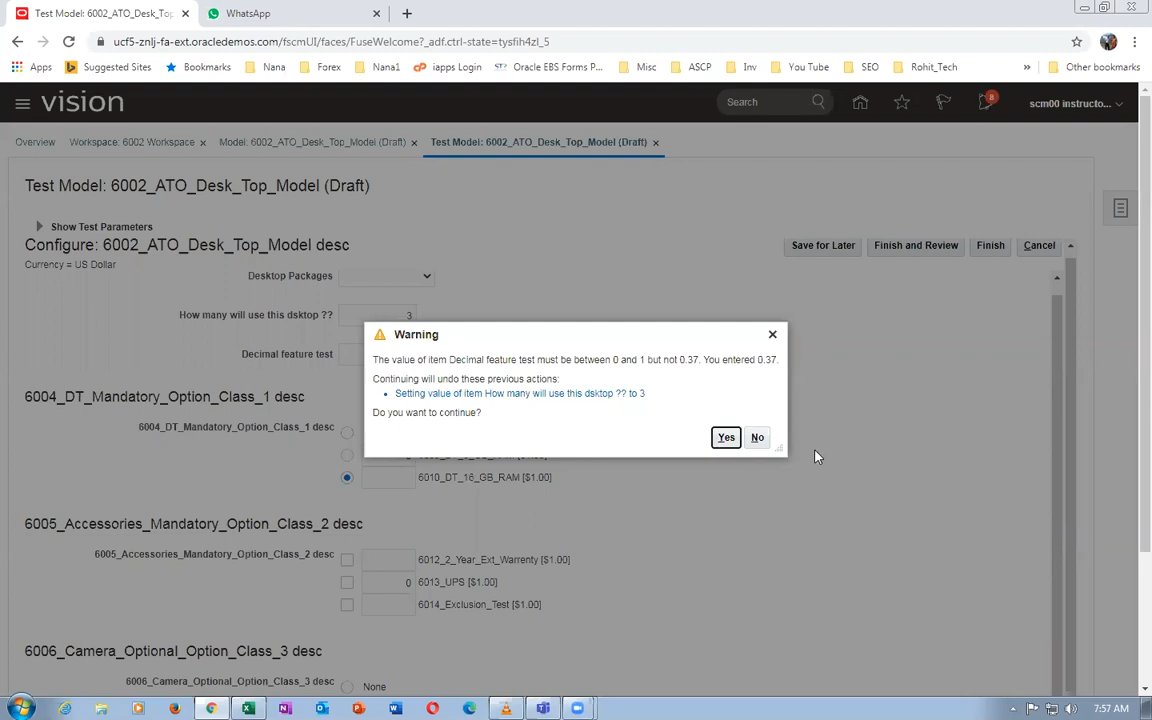 Test Model: 6002_ATO_Desk_Top_
WhatsApp
ucf5-znlj-fa-ext.oracledemos.com/fscmUI/faces/FuseWelcome?_adf.ctrl-state=tysfih4zl_5
Apps Suggested Sites Bookmarks Nana Forex Nana1 iapps Login Oracle EBS Forms P... Misc ASCP Inv You Tube SEO Rohit_Tech » Other bookmarks
vision
Search
8
scm00 instructo...
Overview Workspace: 6002 Workspace Model: 6002_ATO_Desk_Top_Model (Draft) Test Model: 6002_ATO_Desk_Top_Model (Draft)
Test Model: 6002_ATO_Desk_Top_Model (Draft)
Show Test Parameters
Configure: 6002_ATO_Desk_Top_Model desc
Save for Later Finish and Review Finish Cancel
Currency = US Dollar
Desktop Packages
How many will use this dsktop ?? 3
Decimal feature test
Warning
The value of item Decimal feature test must be between 0 and 1 but not 0.37. You entered 0.37.
Continuing will undo these previous actions:
• Setting value of item How many will use this dsktop ?? to 3
Do you want to continue?
Yes No
6004_DT_Mandatory_Option_Class_1 desc
6004_DT_Mandatory_Option_Class_1 desc
6010_DT_16_GB_RAM [$1.00]
6005_Accessories_Mandatory_Option_Class_2 desc
6005_Accessories_Mandatory_Option_Class_2 desc
6012_2_Year_Ext_Warrenty [$1.00]
0 6013_UPS [$1.00]
6014_Exclusion_Test [$1.00]
6006_Camera_Optional_Option_Class_3 desc
6006_Camera_Optional_Option_Class_3 desc
None
7:57 AM